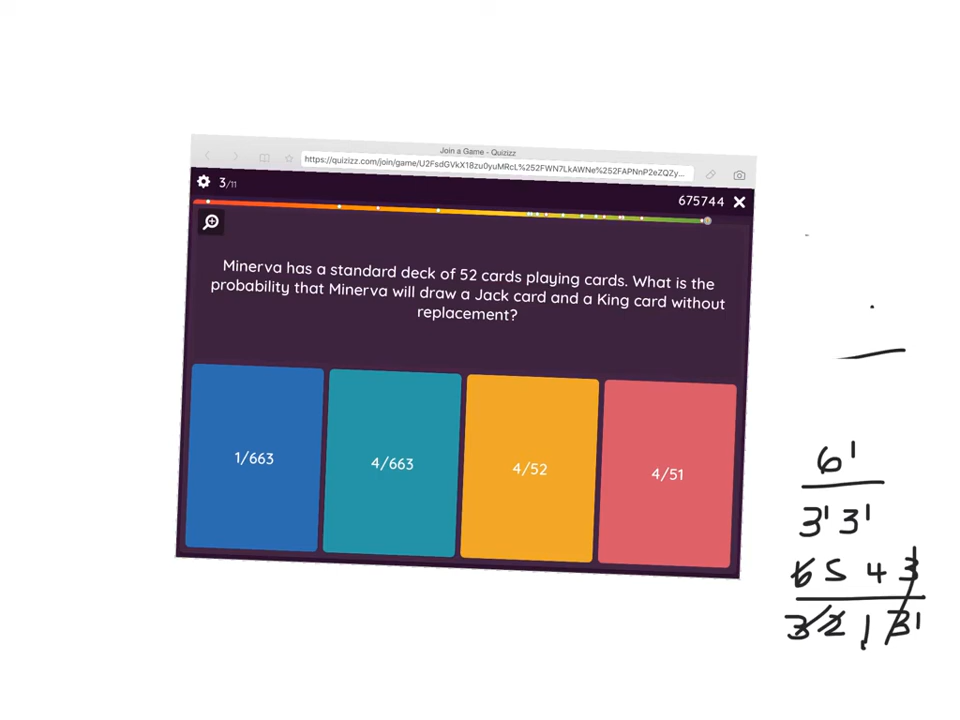 Join a Game - Quizizz
https://quizizz.com/join/game/U2FsdGVkX18zu0yuMRcL%252FWN7LkAWNe%252FAPNnP2eZQZy...
3/11
675744
Minerva has a standard deck of 52 cards playing cards. What is the
probability that Minerva will draw a Jack card and a King card without
replacement?
1/663
4/663
4/52
4/51
6!
3! 3!
6 5 4 3
3 2 1 3!